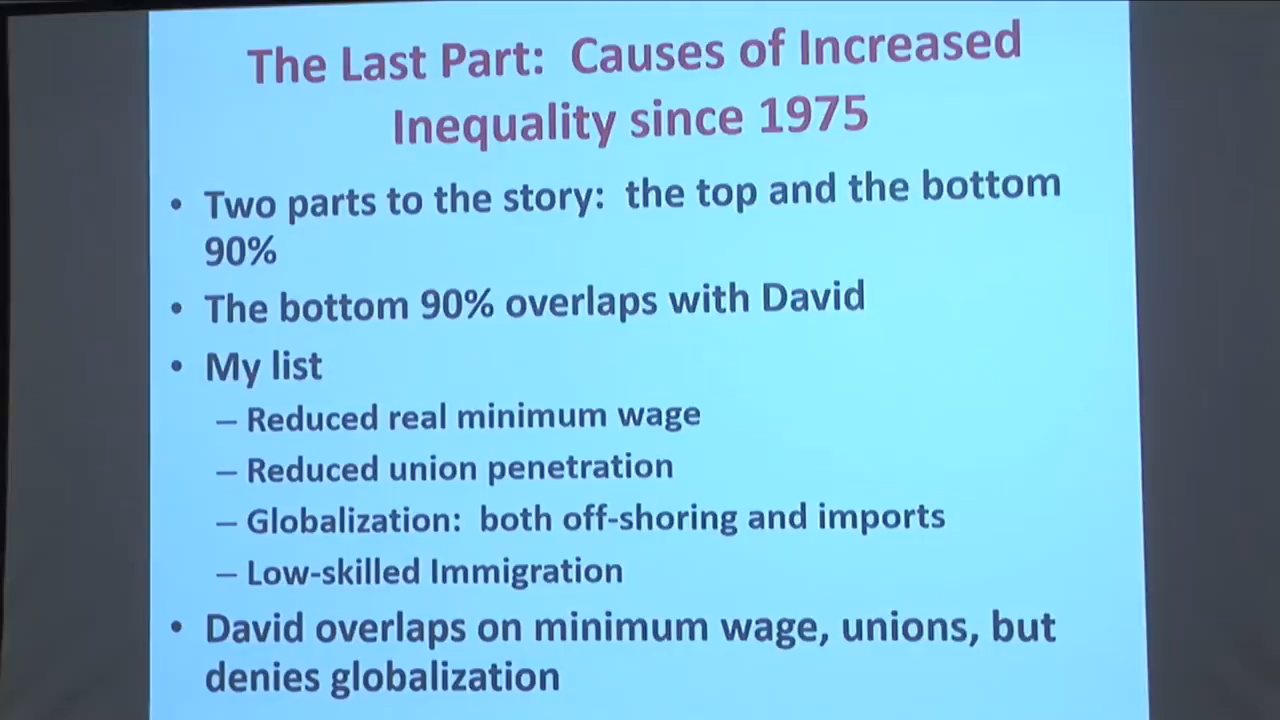 The Last Part:  Causes of Increased
Inequality since 1975
• Two parts to the story:  the top and the bottom
90%
• The bottom 90% overlaps with David
• My list
– Reduced real minimum wage
– Reduced union penetration
– Globalization:  both off-shoring and imports
– Low-skilled Immigration
• David overlaps on minimum wage, unions, but
denies globalization